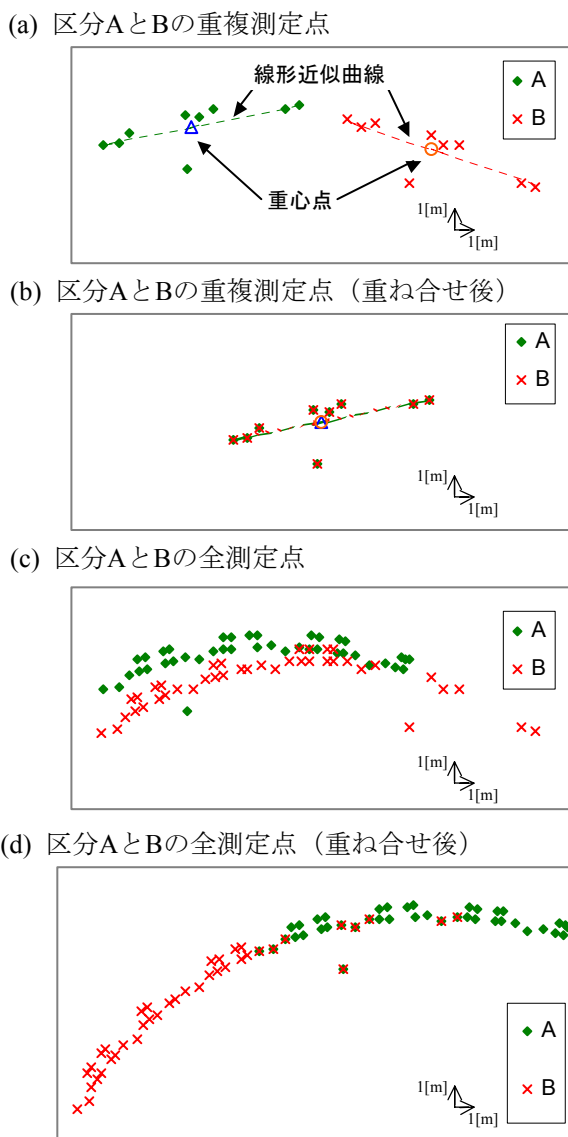 (a) 区分AとBの重複測定点
線形近似曲線
A
B
重心点
1[m]
1[m]
(b) 区分AとBの重複測定点（重ね合せ後）
A
B
1[m]
1[m]
(c) 区分AとBの全測定点
A
B
1[m]
1[m]
(d) 区分AとBの全測定点（重ね合せ後）
A
B
1[m]
1[m]